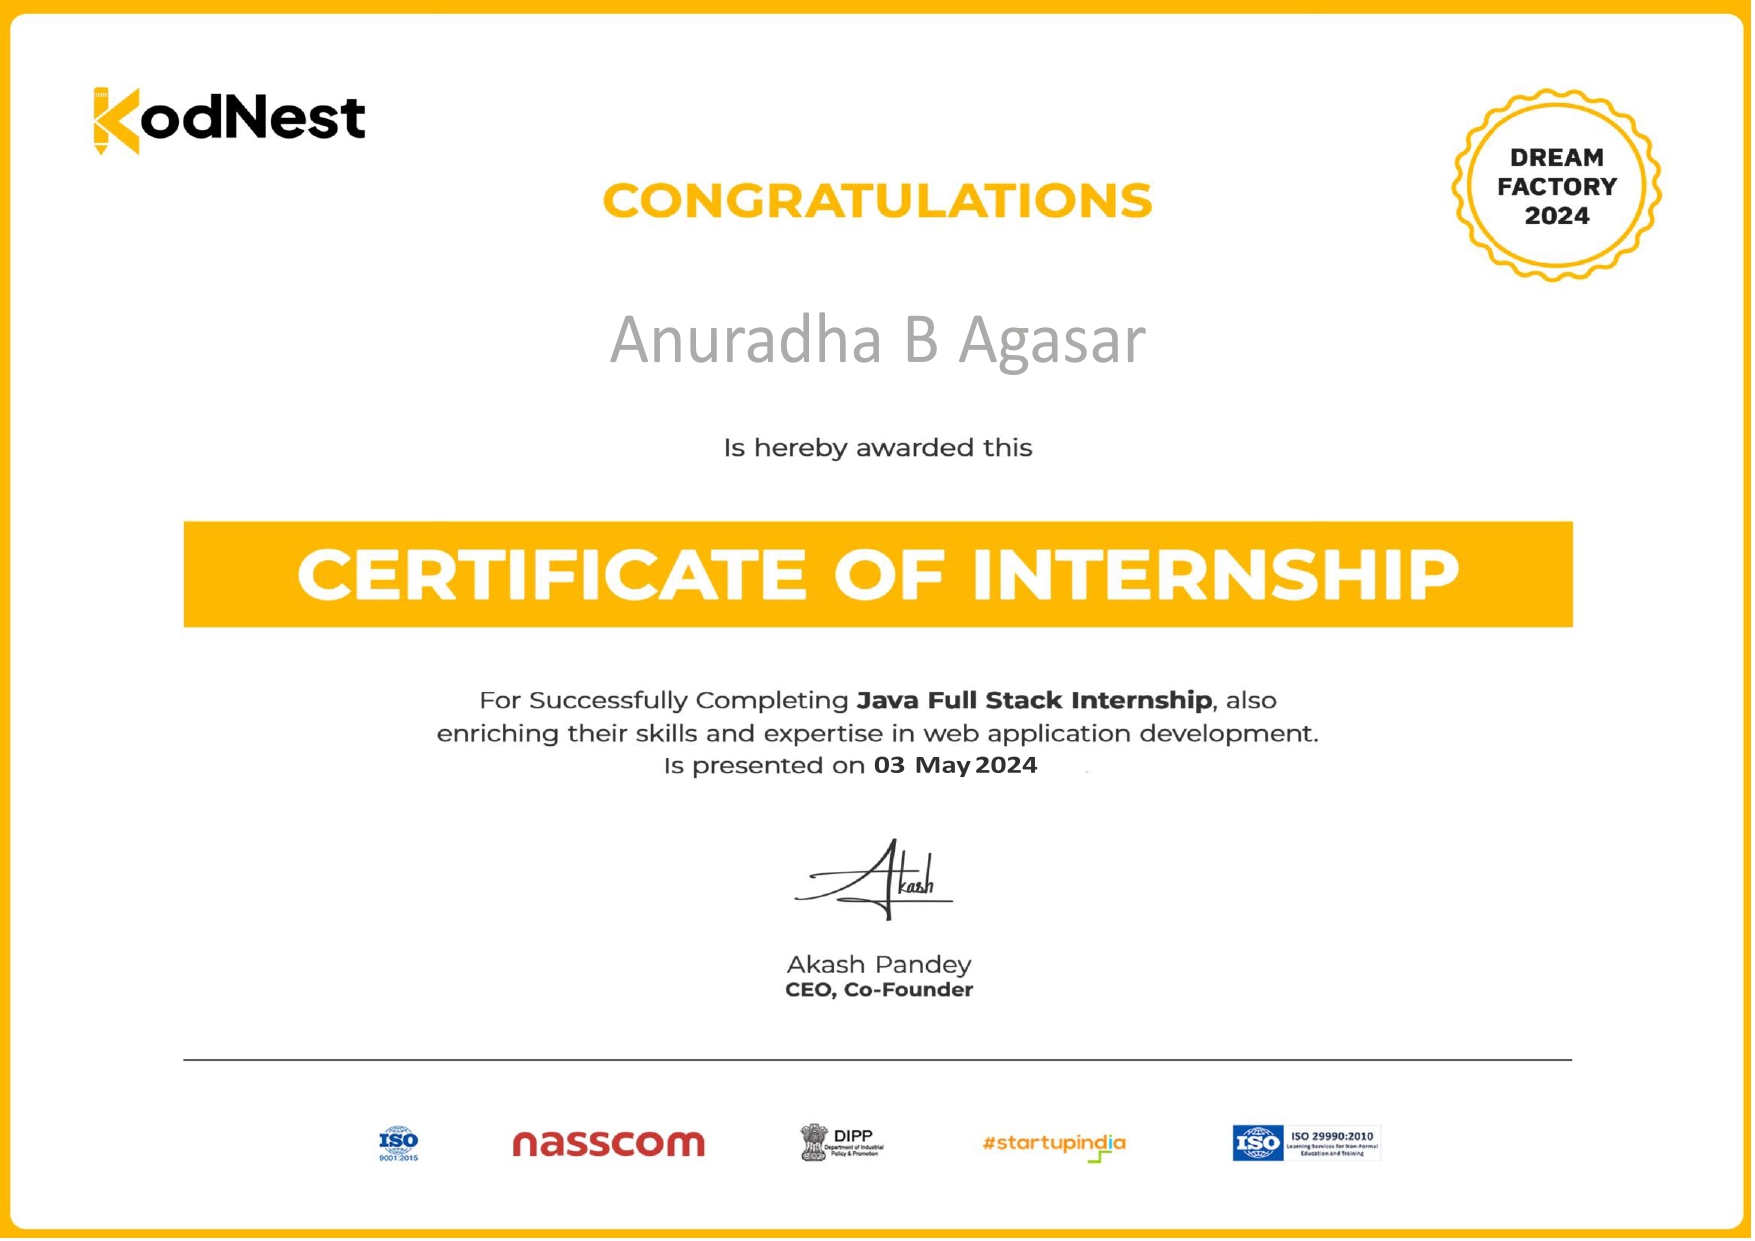 KodNest
DREAM
FACTORY
2024
CONGRATULATIONS
Anuradha B Agasar
Is hereby awarded this
CERTIFICATE OF INTERNSHIP
For Successfully Completing Java Full Stack Internship, also
enriching their skills and expertise in web application development.
Is presented on 03 May 2024
Akash
Akash Pandey
CEO, Co-Founder
ISO
9001:2015
nasscom
DIPP
Department of Industrial
Policy & Promotion
#startupindia
ISO
ISO 29990:2010
Learning Services for Non-Formal
Education and Training